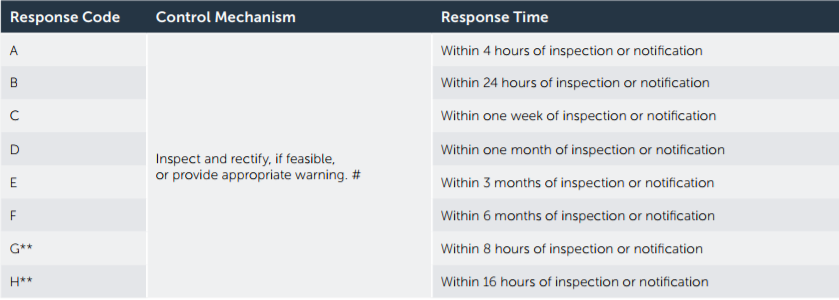 Response Code Control Mechanism Response Time
A Within 4 hours of inspection or notification
B Within 24 hours of inspection or notification
C Within one week of inspection or notification
D Within one month of inspection or notification
Inspect and rectify, if feasible,
or provide appropriate warning. #
E Within 3 months of inspection or notification
F Within 6 months of inspection or notification
G** Within 8 hours of inspection or notification
H** Within 16 hours of inspection or notification